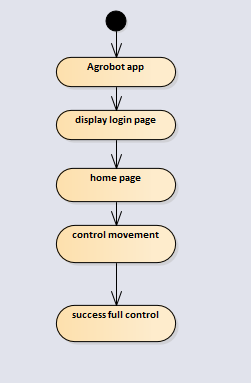 Agrobot app
display login page
home page
control movement
success full control